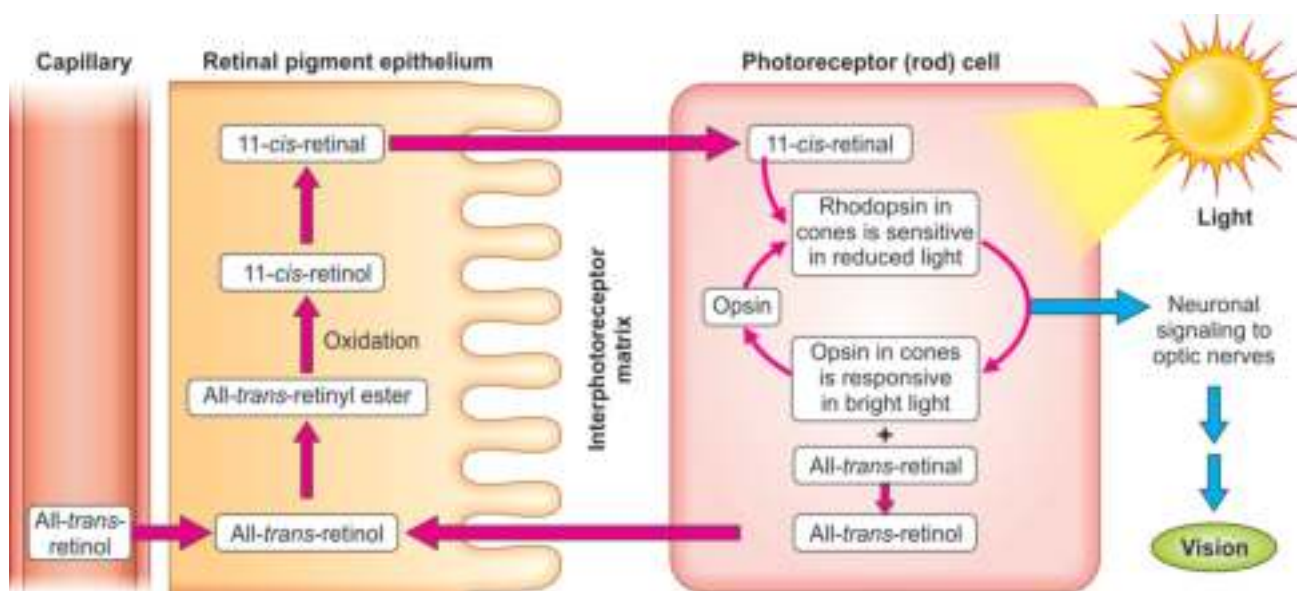 Capillary
Retinal pigment epithelium
Photoreceptor (rod) cell
11-cis-retinal
11-cis-retinal
Rhodopsin in
cones is sensitive
in reduced light
Light
11-cis-retinol
Opsin
Neuronal
signaling to
optic nerves
Oxidation
Interphotoreceptor
matrix
Opsin in cones
is responsive
in bright light
All-trans-retinyl ester
+
All-trans-retinal
All-trans-
retinol
All-trans-retinol
All-trans-retinol
Vision